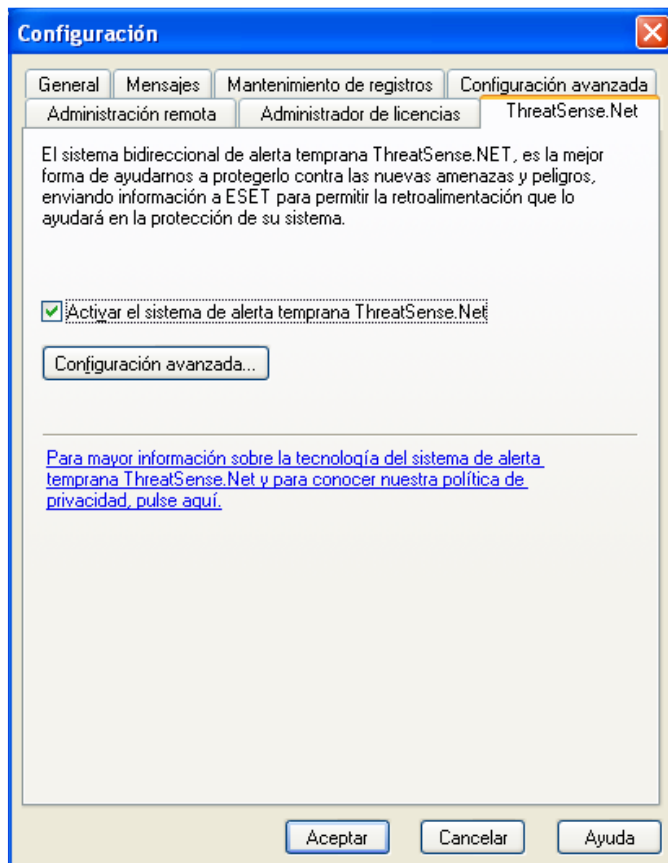 Configuración
General
Mensajes
Mantenimiento de registros
Configuración avanzada
Administración remota
Administrador de licencias
ThreatSense.Net
El sistema bidireccional de alerta temprana ThreatSense.NET, es la mejor
forma de ayudarnos a protegerlo contra las nuevas amenazas y peligros,
enviando información a ESET para permitir la retroalimentación que lo
ayudará en la protección de su sistema.
Activar el sistema de alerta temprana ThreatSense.Net
Configuración avanzada...
Para mayor información sobre la tecnología del sistema de alerta
temprana ThreatSense.Net y para conocer nuestra política de
privacidad, pulse aquí.
Aceptar
Cancelar
Ayuda